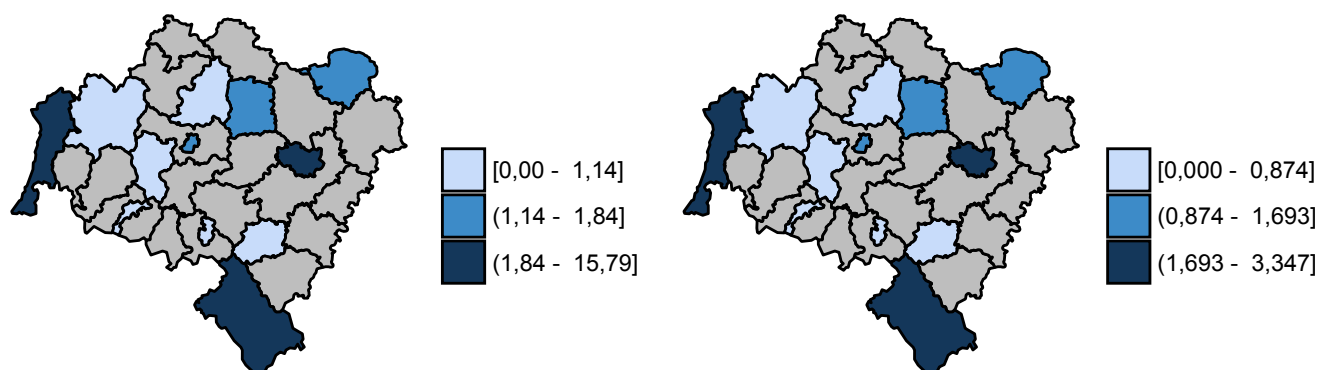 [0,00 - 1,14]
(1,14 - 1,84]
(1,84 - 15,79]
[0,000 - 0,874]
(0,874 - 1,693]
(1,693 - 3,347]